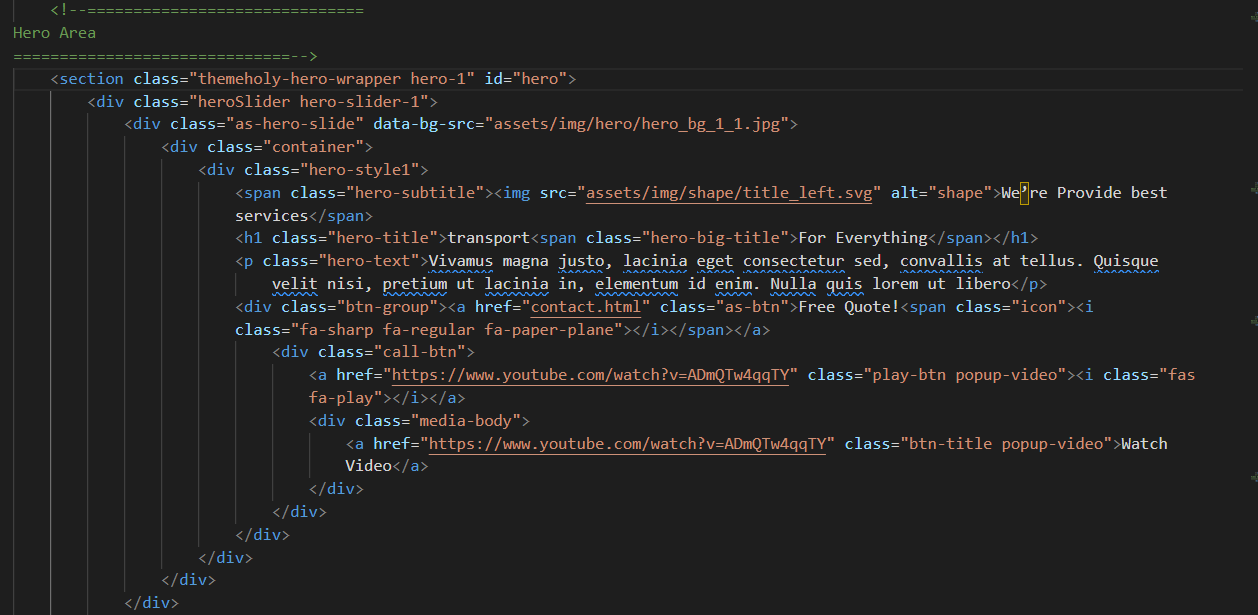 <!--==============================
Hero Area
==============================-->
<section class="themeholy-hero-wrapper hero-1" id="hero">
<div class="heroSlider hero-slider-1">
<div class="as-hero-slide" data-bg-src="assets/img/hero/hero_bg_1_1.jpg">
<div class="container">
<div class="hero-style1">
<span class="hero-subtitle"><img src="assets/img/shape/title_left.svg" alt="shape">We’re Provide best
services</span>
<h1 class="hero-title">transport<span class="hero-big-title">For Everything</span></h1>
<p class="hero-text">Vivamus magna justo, lacinia eget consectetur sed, convallis at tellus. Quisque
velit nisi, pretium ut lacinia in, elementum id enim. Nulla quis lorem ut libero</p>
<div class="btn-group"><a href="contact.html" class="as-btn">Free Quote!<span class="icon"><i
class="fa-sharp fa-regular fa-paper-plane"></i></span></a>
<div class="call-btn">
<a href="https://www.youtube.com/watch?v=ADmQTw4qqTY" class="play-btn popup-video"><i class="fas
fa-play"></i></a>
<div class="media-body">
<a href="https://www.youtube.com/watch?v=ADmQTw4qqTY" class="btn-title popup-video">Watch
Video</a>
</div>
</div>
</div>
</div>
</div>
</div>